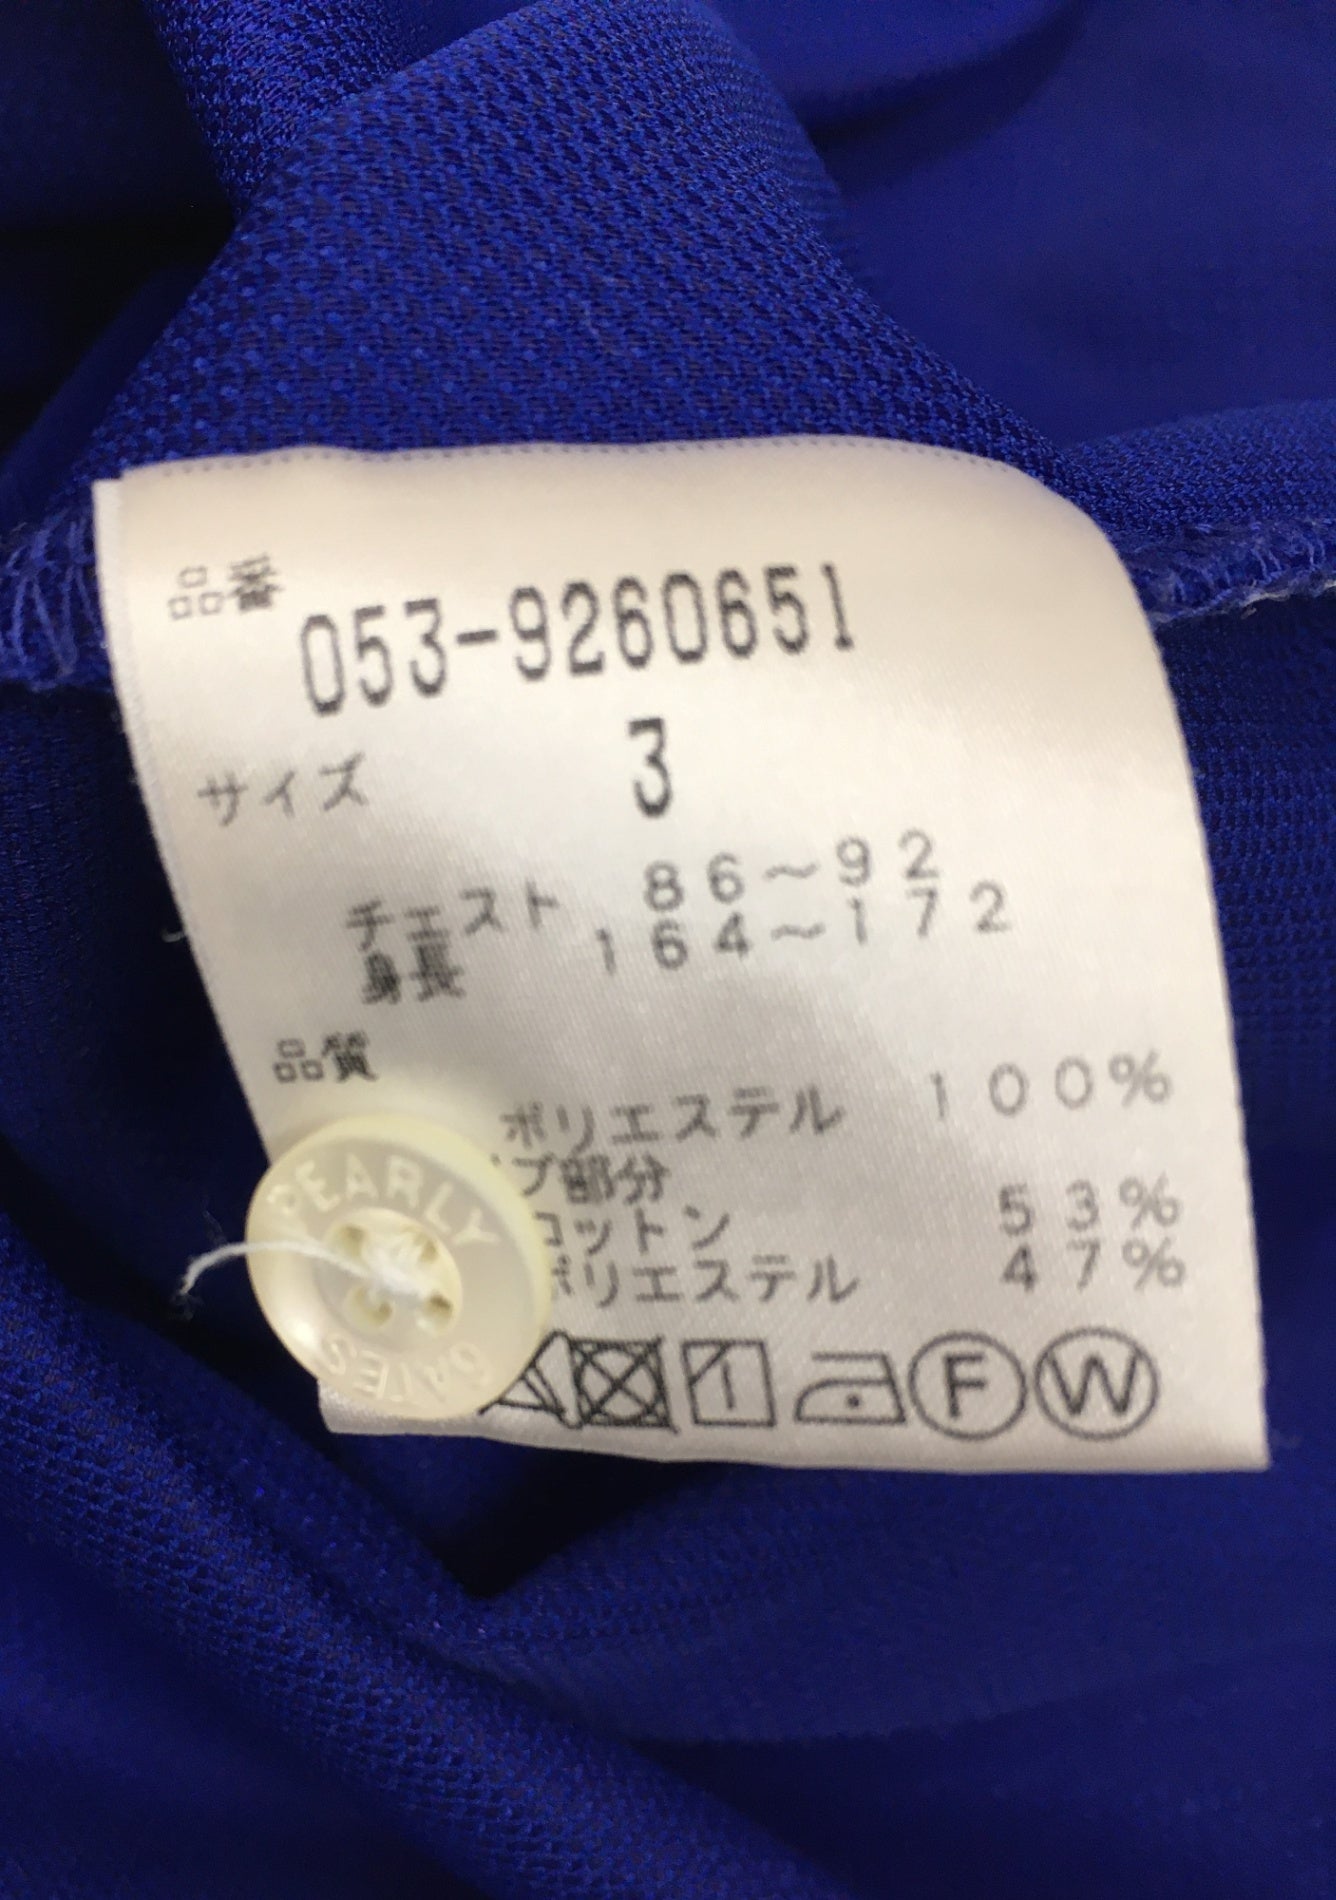 品番
053-9260651
サイズ 3
チェスト 86～92
身長 164～172
品質
ポリエステル 100%
ブ部分
コットン 53%
ポリエステル 47%
F W
PEARLY
GATES